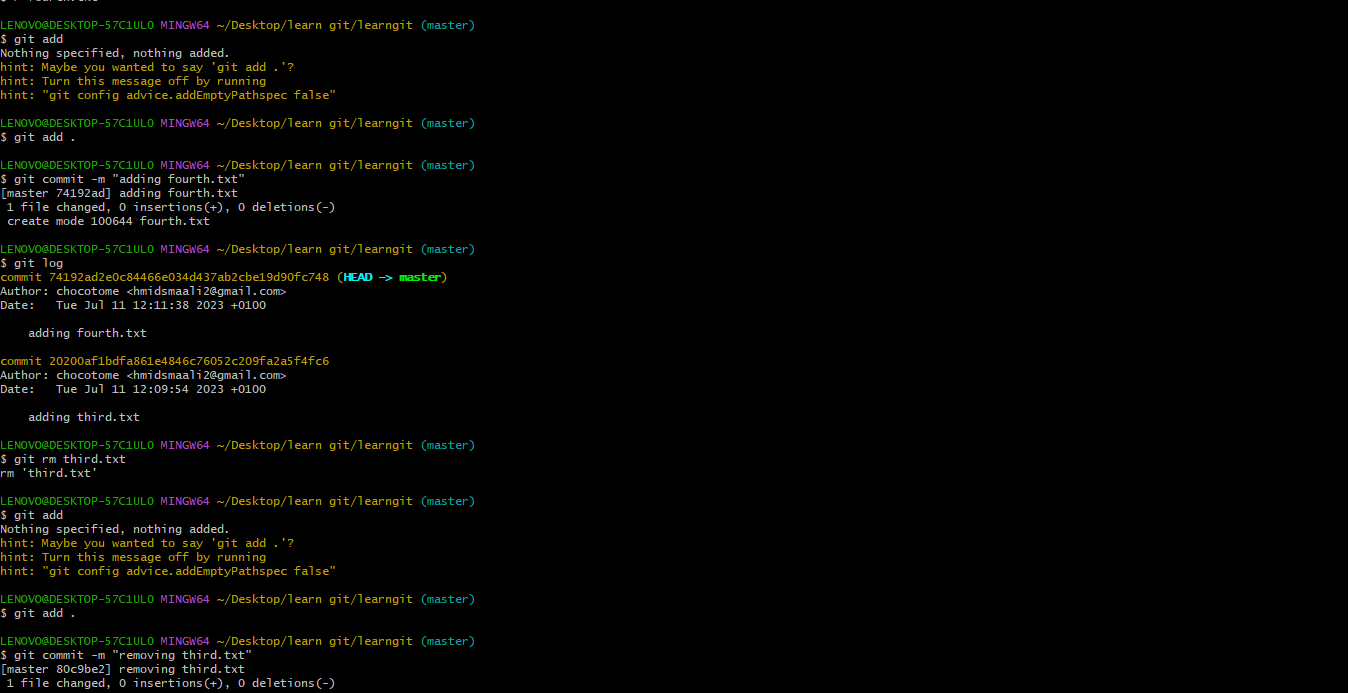 LENOVO@DESKTOP-57C1ULO MINGW64 ~/Desktop/learn git/learngit (master)
$ git add
Nothing specified, nothing added.
hint: Maybe you wanted to say 'git add .'?
hint: Turn this message off by running
hint: "git config advice.addEmptyPathspec false"
LENOVO@DESKTOP-57C1ULO MINGW64 ~/Desktop/learn git/learngit (master)
$ git add .
LENOVO@DESKTOP-57C1ULO MINGW64 ~/Desktop/learn git/learngit (master)
$ git commit -m "adding fourth.txt"
[master 74192ad] adding fourth.txt
 1 file changed, 0 insertions(+), 0 deletions(-)
 create mode 100644 fourth.txt
LENOVO@DESKTOP-57C1ULO MINGW64 ~/Desktop/learn git/learngit (master)
$ git log
commit 74192ad2e0c84466e034d437ab2cbe19d90fc748 (HEAD -> master)
Author: chocotome <hmidsmaali2@gmail.com>
Date:   Tue Jul 11 12:11:38 2023 +0100
    adding fourth.txt
commit 20200af1bdfa861e4846c76052c209fa2a5f4fc6
Author: chocotome <hmidsmaali2@gmail.com>
Date:   Tue Jul 11 12:09:54 2023 +0100
    adding third.txt
LENOVO@DESKTOP-57C1ULO MINGW64 ~/Desktop/learn git/learngit (master)
$ git rm third.txt
rm 'third.txt'
LENOVO@DESKTOP-57C1ULO MINGW64 ~/Desktop/learn git/learngit (master)
$ git add
Nothing specified, nothing added.
hint: Maybe you wanted to say 'git add .'?
hint: Turn this message off by running
hint: "git config advice.addEmptyPathspec false"
LENOVO@DESKTOP-57C1ULO MINGW64 ~/Desktop/learn git/learngit (master)
$ git add .
LENOVO@DESKTOP-57C1ULO MINGW64 ~/Desktop/learn git/learngit (master)
$ git commit -m "removing third.txt"
[master 80c9be2] removing third.txt
 1 file changed, 0 insertions(+), 0 deletions(-)